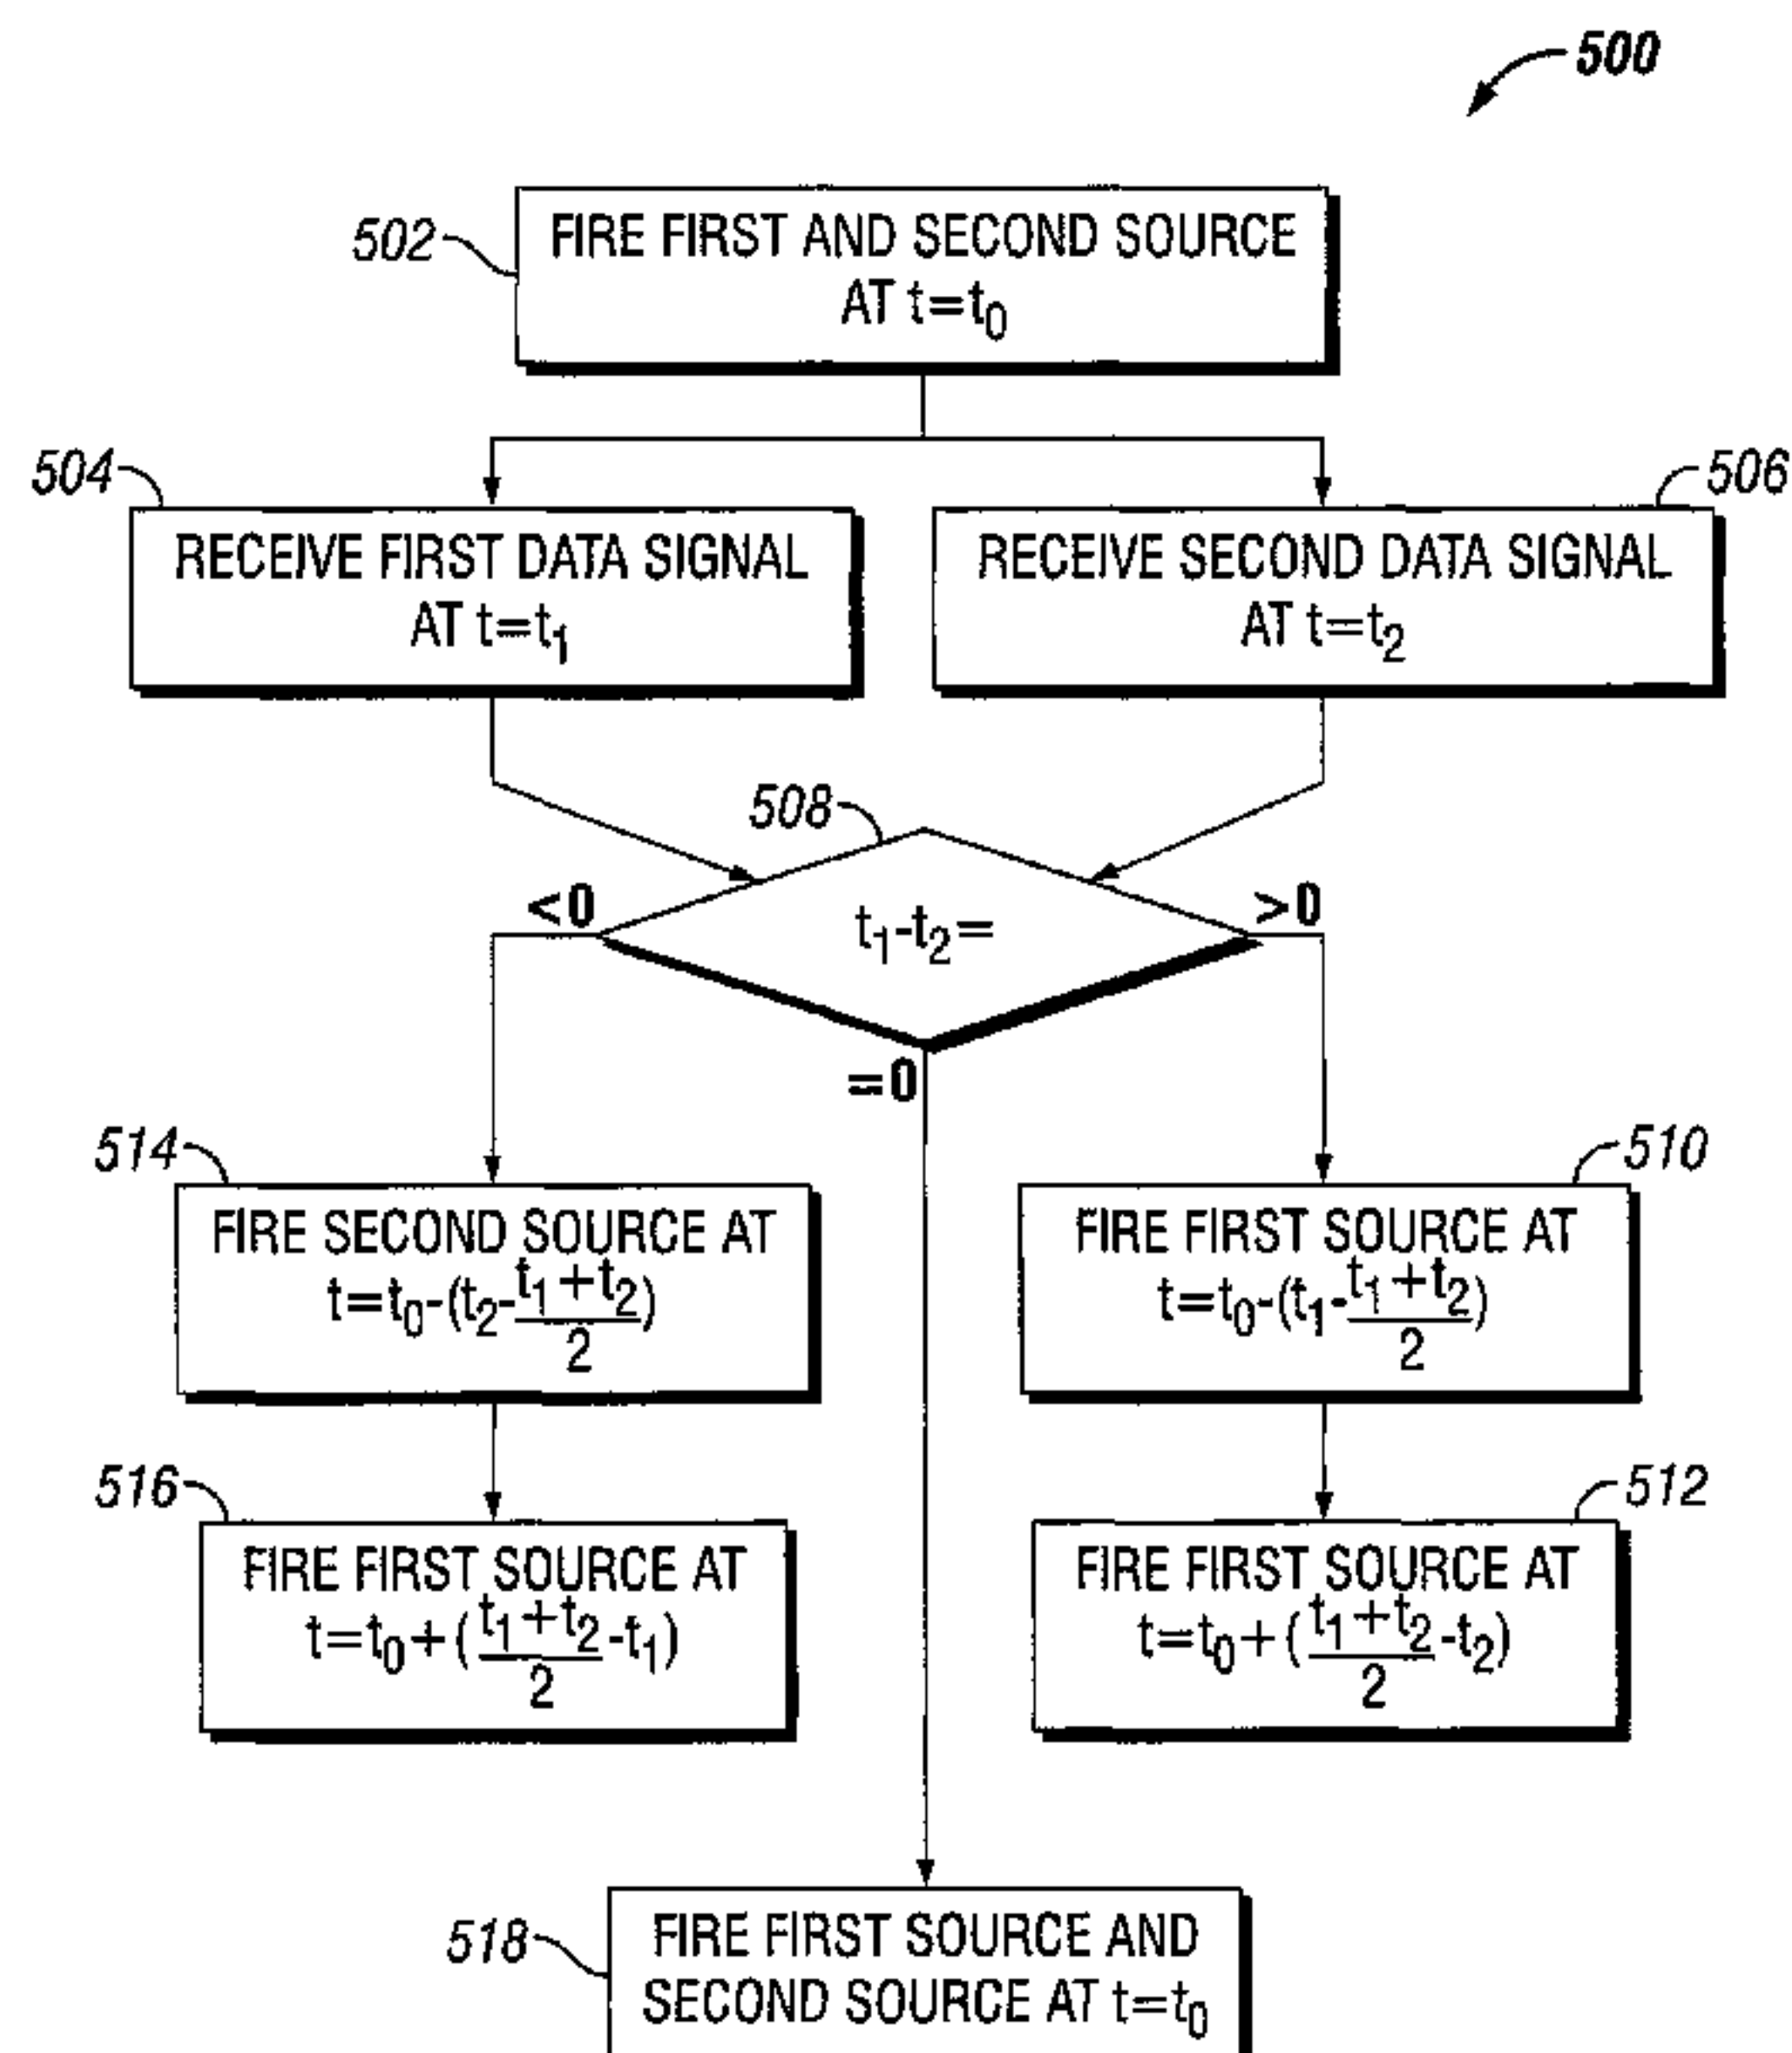 500
502
FIRE FIRST AND SECOND SOURCE
AT t=t0
504
RECEIVE FIRST DATA SIGNAL
AT t=t1
506
RECEIVE SECOND DATA SIGNAL
AT t=t2
508
<0
t1-t2=
>0
=0
514
FIRE SECOND SOURCE AT
t=t0-(t2-(t1+t2)/2)
510
FIRE FIRST SOURCE AT
t=t0-(t1-(t1+t2)/2)
516
FIRE FIRST SOURCE AT
t=t0+((t1+t2)/2-t1)
512
FIRE FIRST SOURCE AT
t=t0+((t1+t2)/2-t2)
518
FIRE FIRST SOURCE AND
SECOND SOURCE AT t=t0